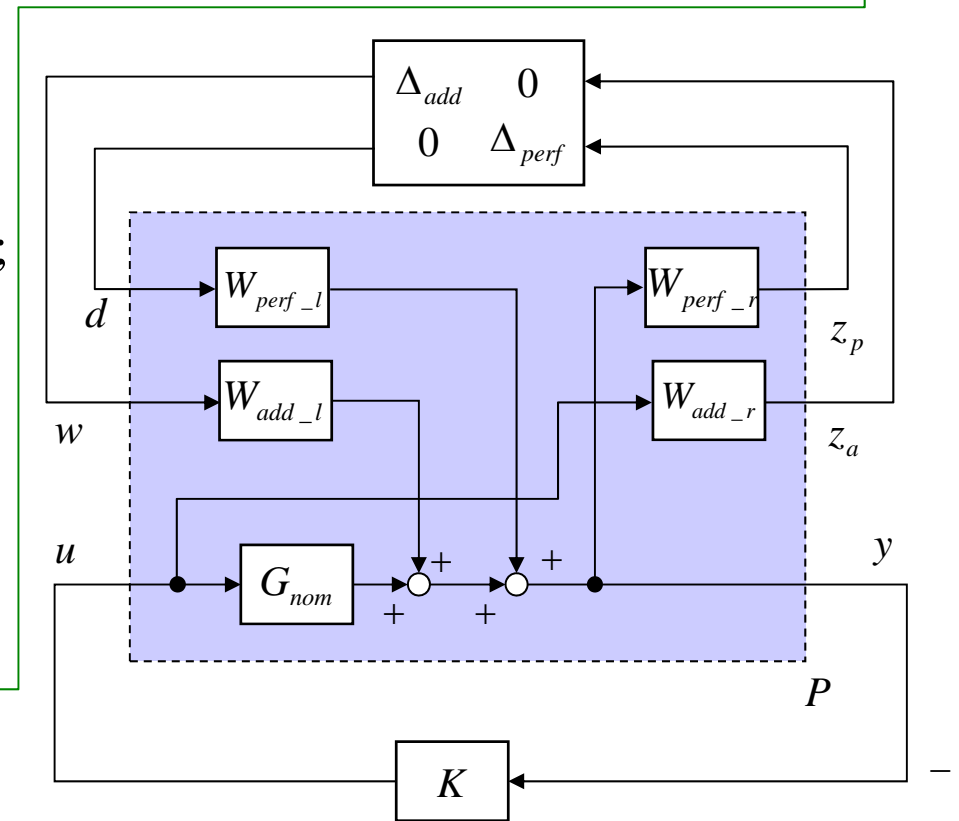 Δ_add 0
0 Δ_perf
;
W_perf_l W_perf_r
d
z_p
W_add_l W_add_r
w
z_a
u
y
+
+
G_nom
+
+
P
K
−